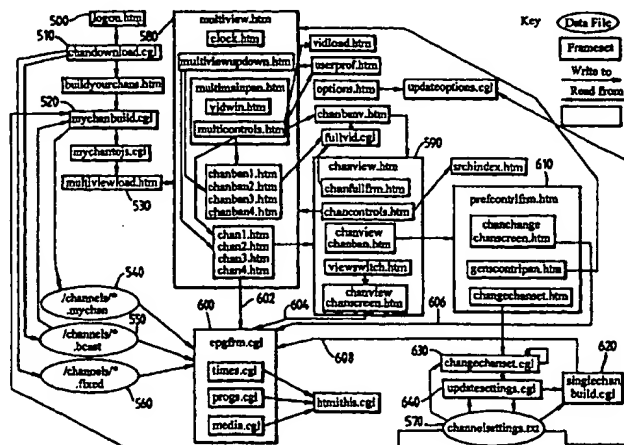 500
logon.htm
510
chandownload.cgi
buildyourchans.htm
520
mychanbuild.cgi
mychantojs.cgi
multiviewload.htm
530
580
multiview.htm
clock.htm
multiviewupdown.htm
multimainpan.htm
vidwin.htm
multicontrols.htm
chanban1.htm
chanban2.htm
chanban3.htm
chanban4.htm
chan1.htm
chan2.htm
chan3.htm
chan4.htm
vidload.htm
userprof.htm
options.htm
updateoptions.cgi
chanbanv.htm
fullvid.cgi
590
chanview.htm
chanfullfrm.htm
chancontrols.htm
chanview
chanban.htm
viewswitch.htm
chanview
chanscreen.htm
srchindex.htm
610
prefcontrlfrm.htm
chanchange
chanscreen.htm
genscontrlpan.htm
changechanset.htm
Key
Data File
Frameset
Write to
Read from
540
/channels/*
.mychan
550
/channels/*
.bcast
/channels/*
.fixed
560
600
602
604
606
608
epgfrm.cgi
times.cgi
progs.cgi
media.cgi
htmlthis.cgi
630
changechanset.cgi
640
updatesettings.cgi
570
channelsettings.txt
620
singlechan
build.cgi